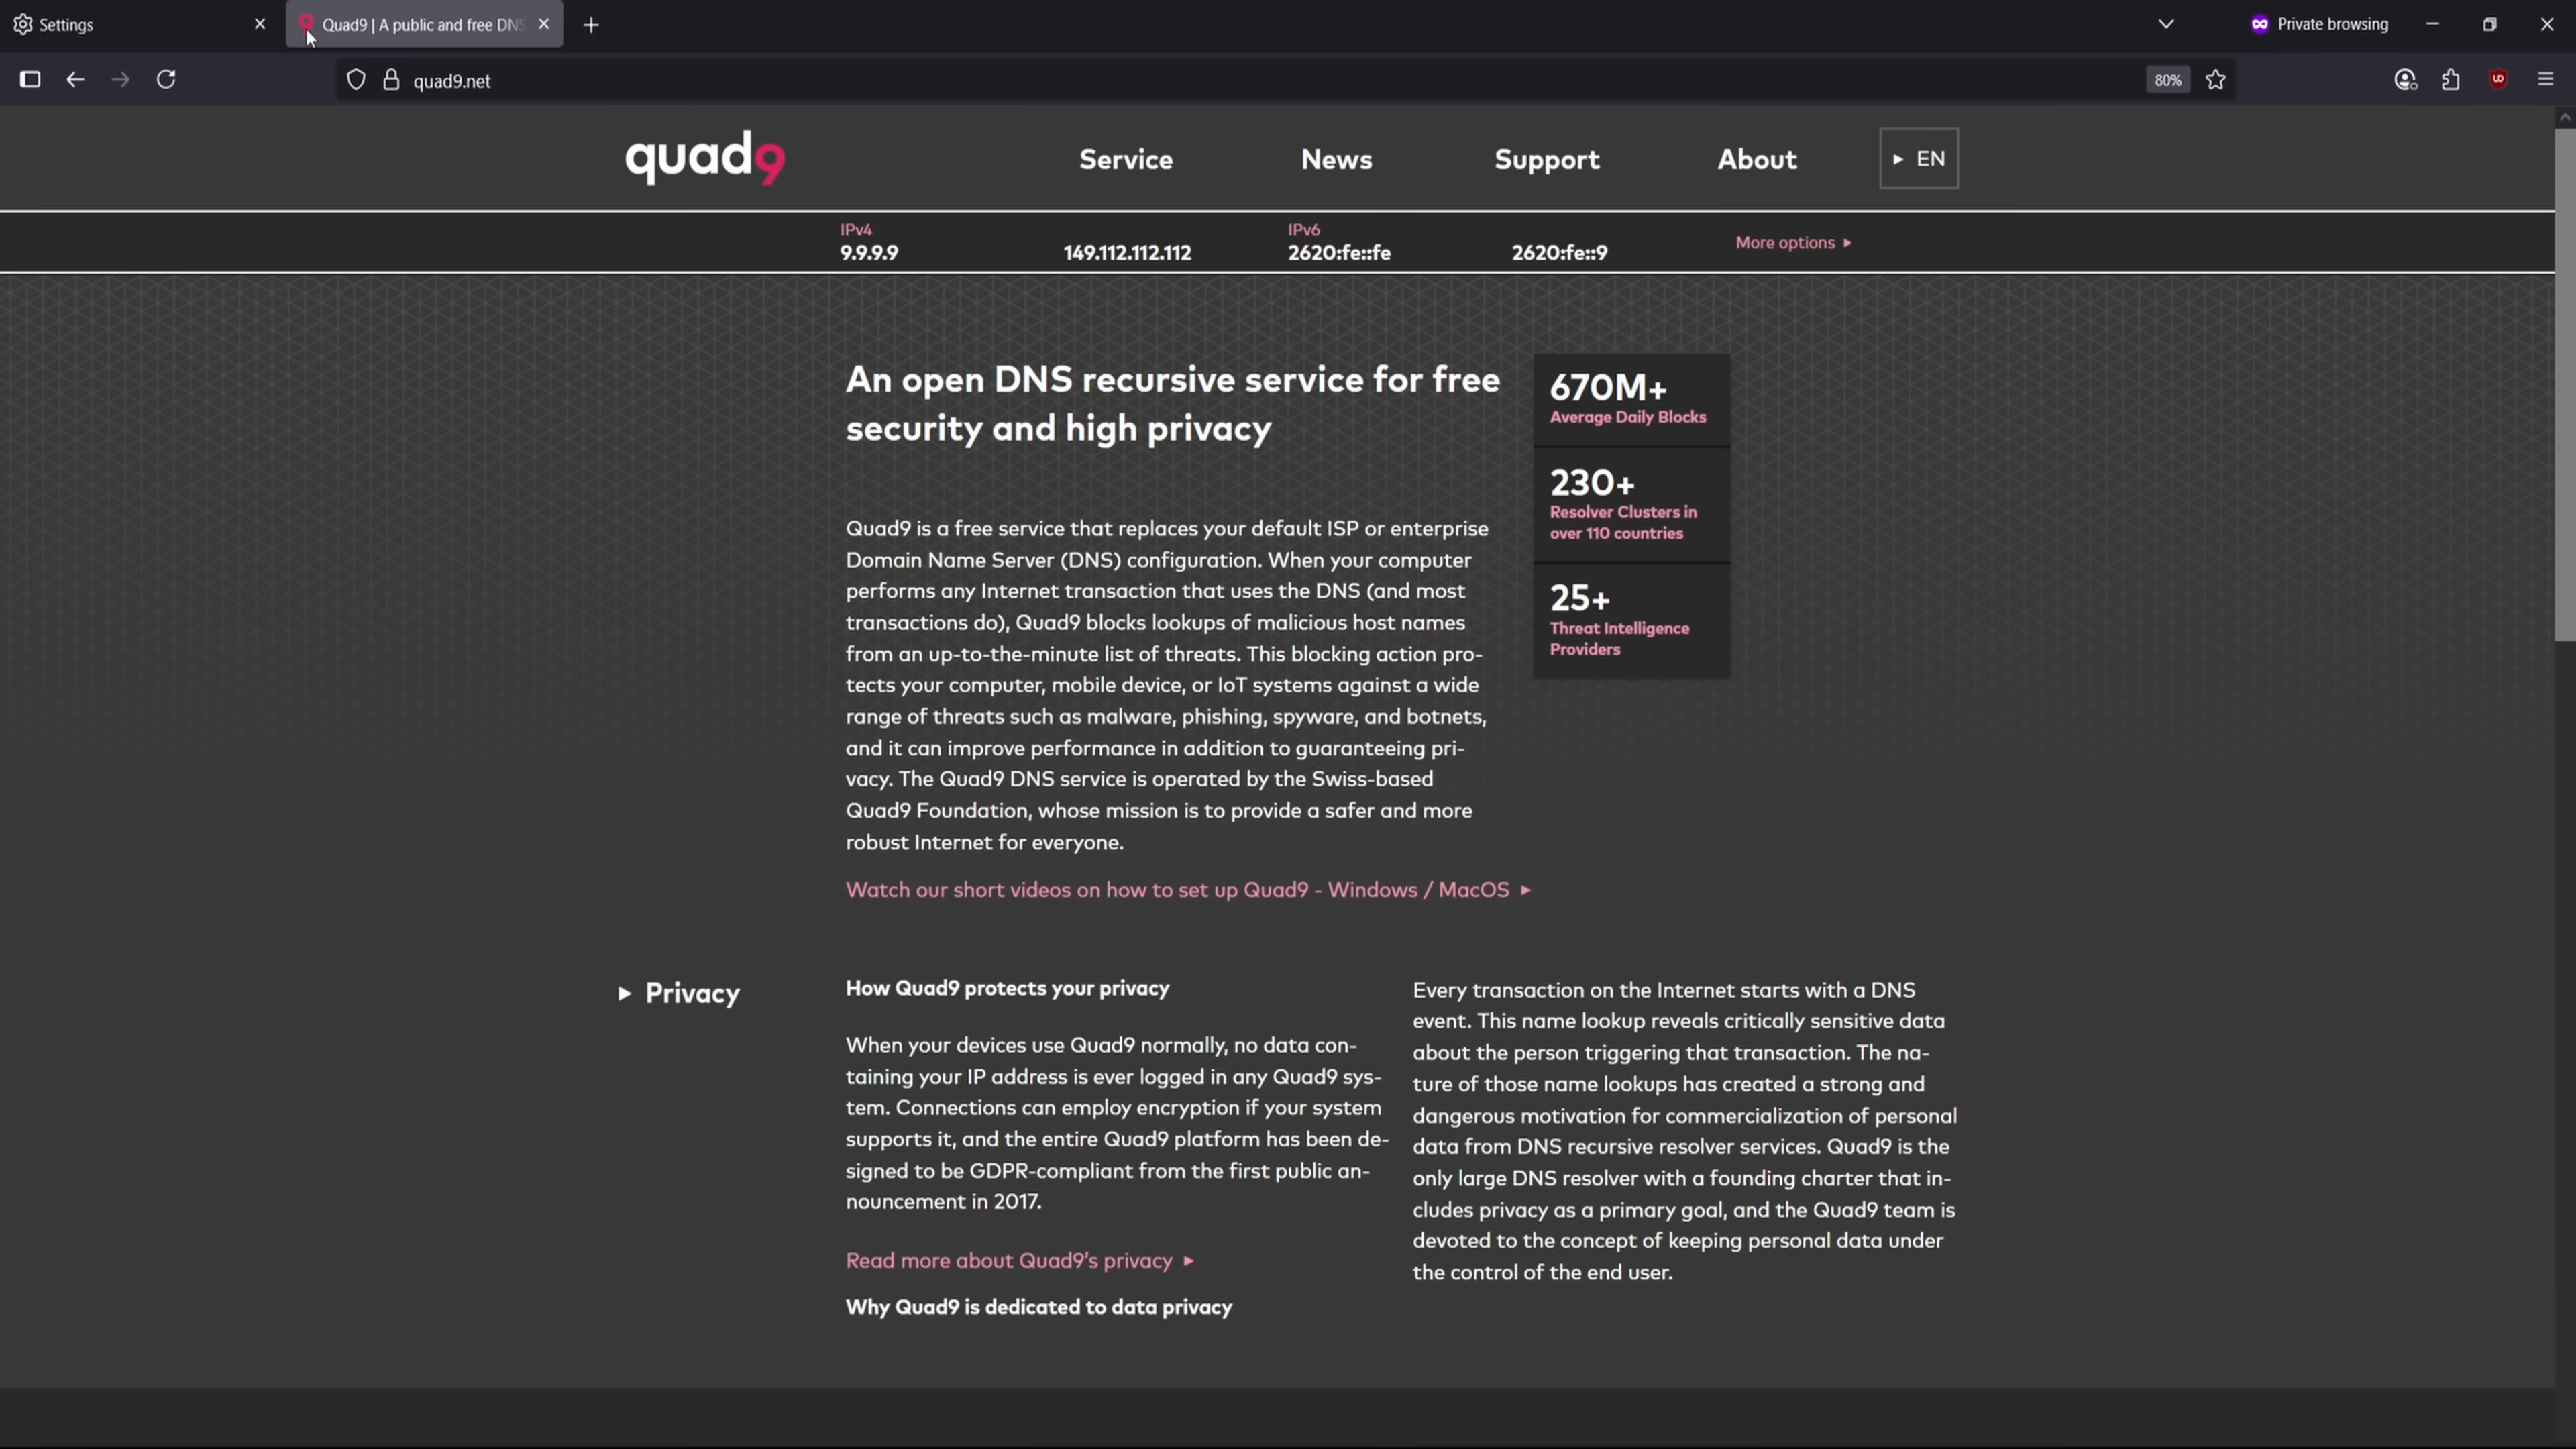 Settings
Quad9 | A public and free DNS
Private browsing
quad9.net
80%
quad9
Service
News
Support
About
EN
IPv4
9.9.9.9
149.112.112.112
IPv6
2620:fe::fe
2620:fe::9
More options
An open DNS recursive service for free
security and high privacy
670M+
Average Daily Blocks
230+
Resolver Clusters in
over 110 countries
25+
Threat Intelligence
Providers
Quad9 is a free service that replaces your default ISP or enterprise
Domain Name Server (DNS) configuration. When your computer
performs any Internet transaction that uses the DNS (and most
transactions do), Quad9 blocks lookups of malicious host names
from an up-to-the-minute list of threats. This blocking action pro-
tects your computer, mobile device, or IoT systems against a wide
range of threats such as malware, phishing, spyware, and botnets,
and it can improve performance in addition to guaranteeing pri-
vacy. The Quad9 DNS service is operated by the Swiss-based
Quad9 Foundation, whose mission is to provide a safer and more
robust Internet for everyone.
Watch our short videos on how to set up Quad9 - Windows / MacOS
Privacy
How Quad9 protects your privacy
When your devices use Quad9 normally, no data con-
taining your IP address is ever logged in any Quad9 sys-
tem. Connections can employ encryption if your system
supports it, and the entire Quad9 platform has been de-
signed to be GDPR-compliant from the first public an-
nouncement in 2017.
Read more about Quad9's privacy
Why Quad9 is dedicated to data privacy
Every transaction on the Internet starts with a DNS
event. This name lookup reveals critically sensitive data
about the person triggering that transaction. The na-
ture of those name lookups has created a strong and
dangerous motivation for commercialization of personal
data from DNS recursive resolver services. Quad9 is the
only large DNS resolver with a founding charter that in-
cludes privacy as a primary goal, and the Quad9 team is
devoted to the concept of keeping personal data under
the control of the end user.